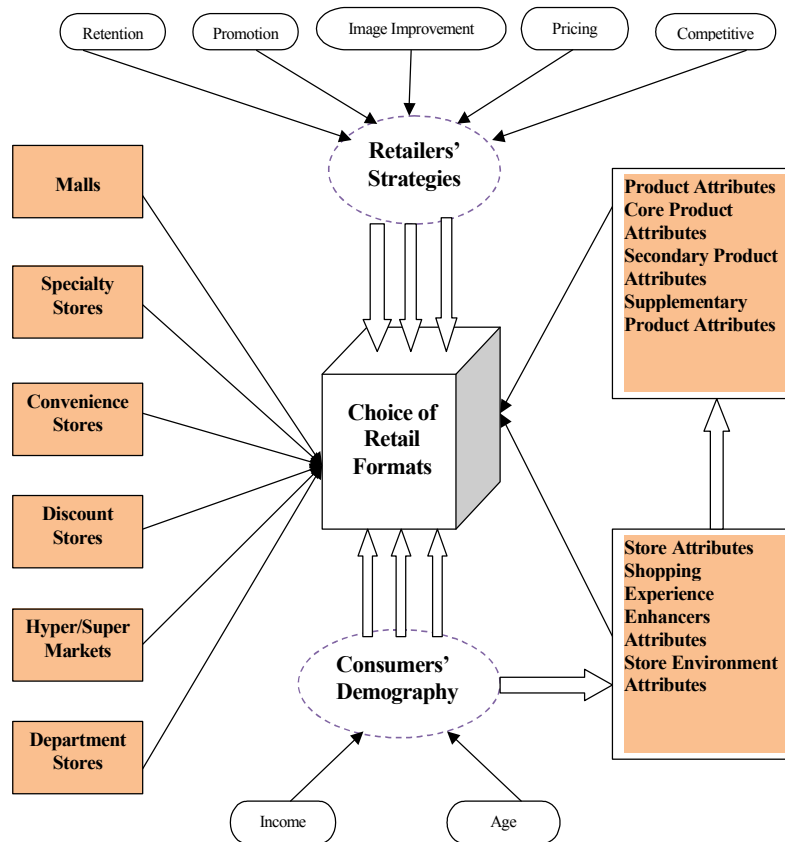 Retention
Promotion
Image Improvement
Pricing
Competitive
Retailers’
Strategies
Malls
Specialty
Stores
Convenience
Stores
Discount
Stores
Hyper/Super
Markets
Department
Stores
Choice of
Retail
Formats
Product Attributes
Core Product
Attributes
Secondary Product
Attributes
Supplementary
Product Attributes
Store Attributes
Shopping
Experience
Enhancers
Attributes
Store Environment
Attributes
Consumers’
Demography
Income
Age